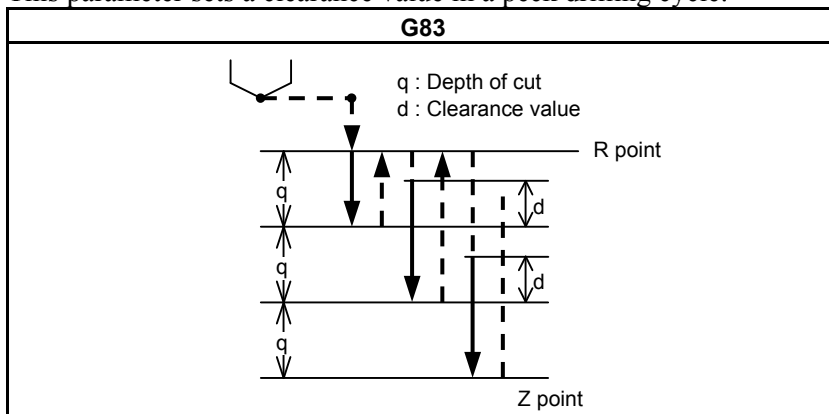 This parameter sets a clearance value in a peck drilling cycle.
G83
q : Depth of cut
d : Clearance value
R point
q
d
q
d
q
Z point